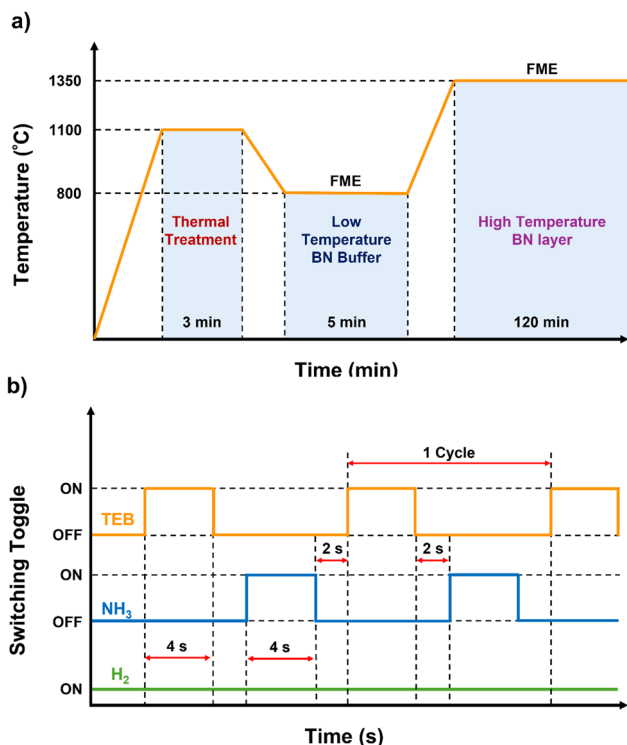 a)
Temperature (°C)
1350
1100
800
FME
FME
Thermal
Treatment
Low
Temperature
BN Buffer
High Temperature
BN layer
3 min
5 min
120 min
Time (min)
b)
Switching Toggle
1 Cycle
ON
TEB
OFF
2 s
2 s
ON
NH₃
OFF
4 s
4 s
H₂
ON
Time (s)